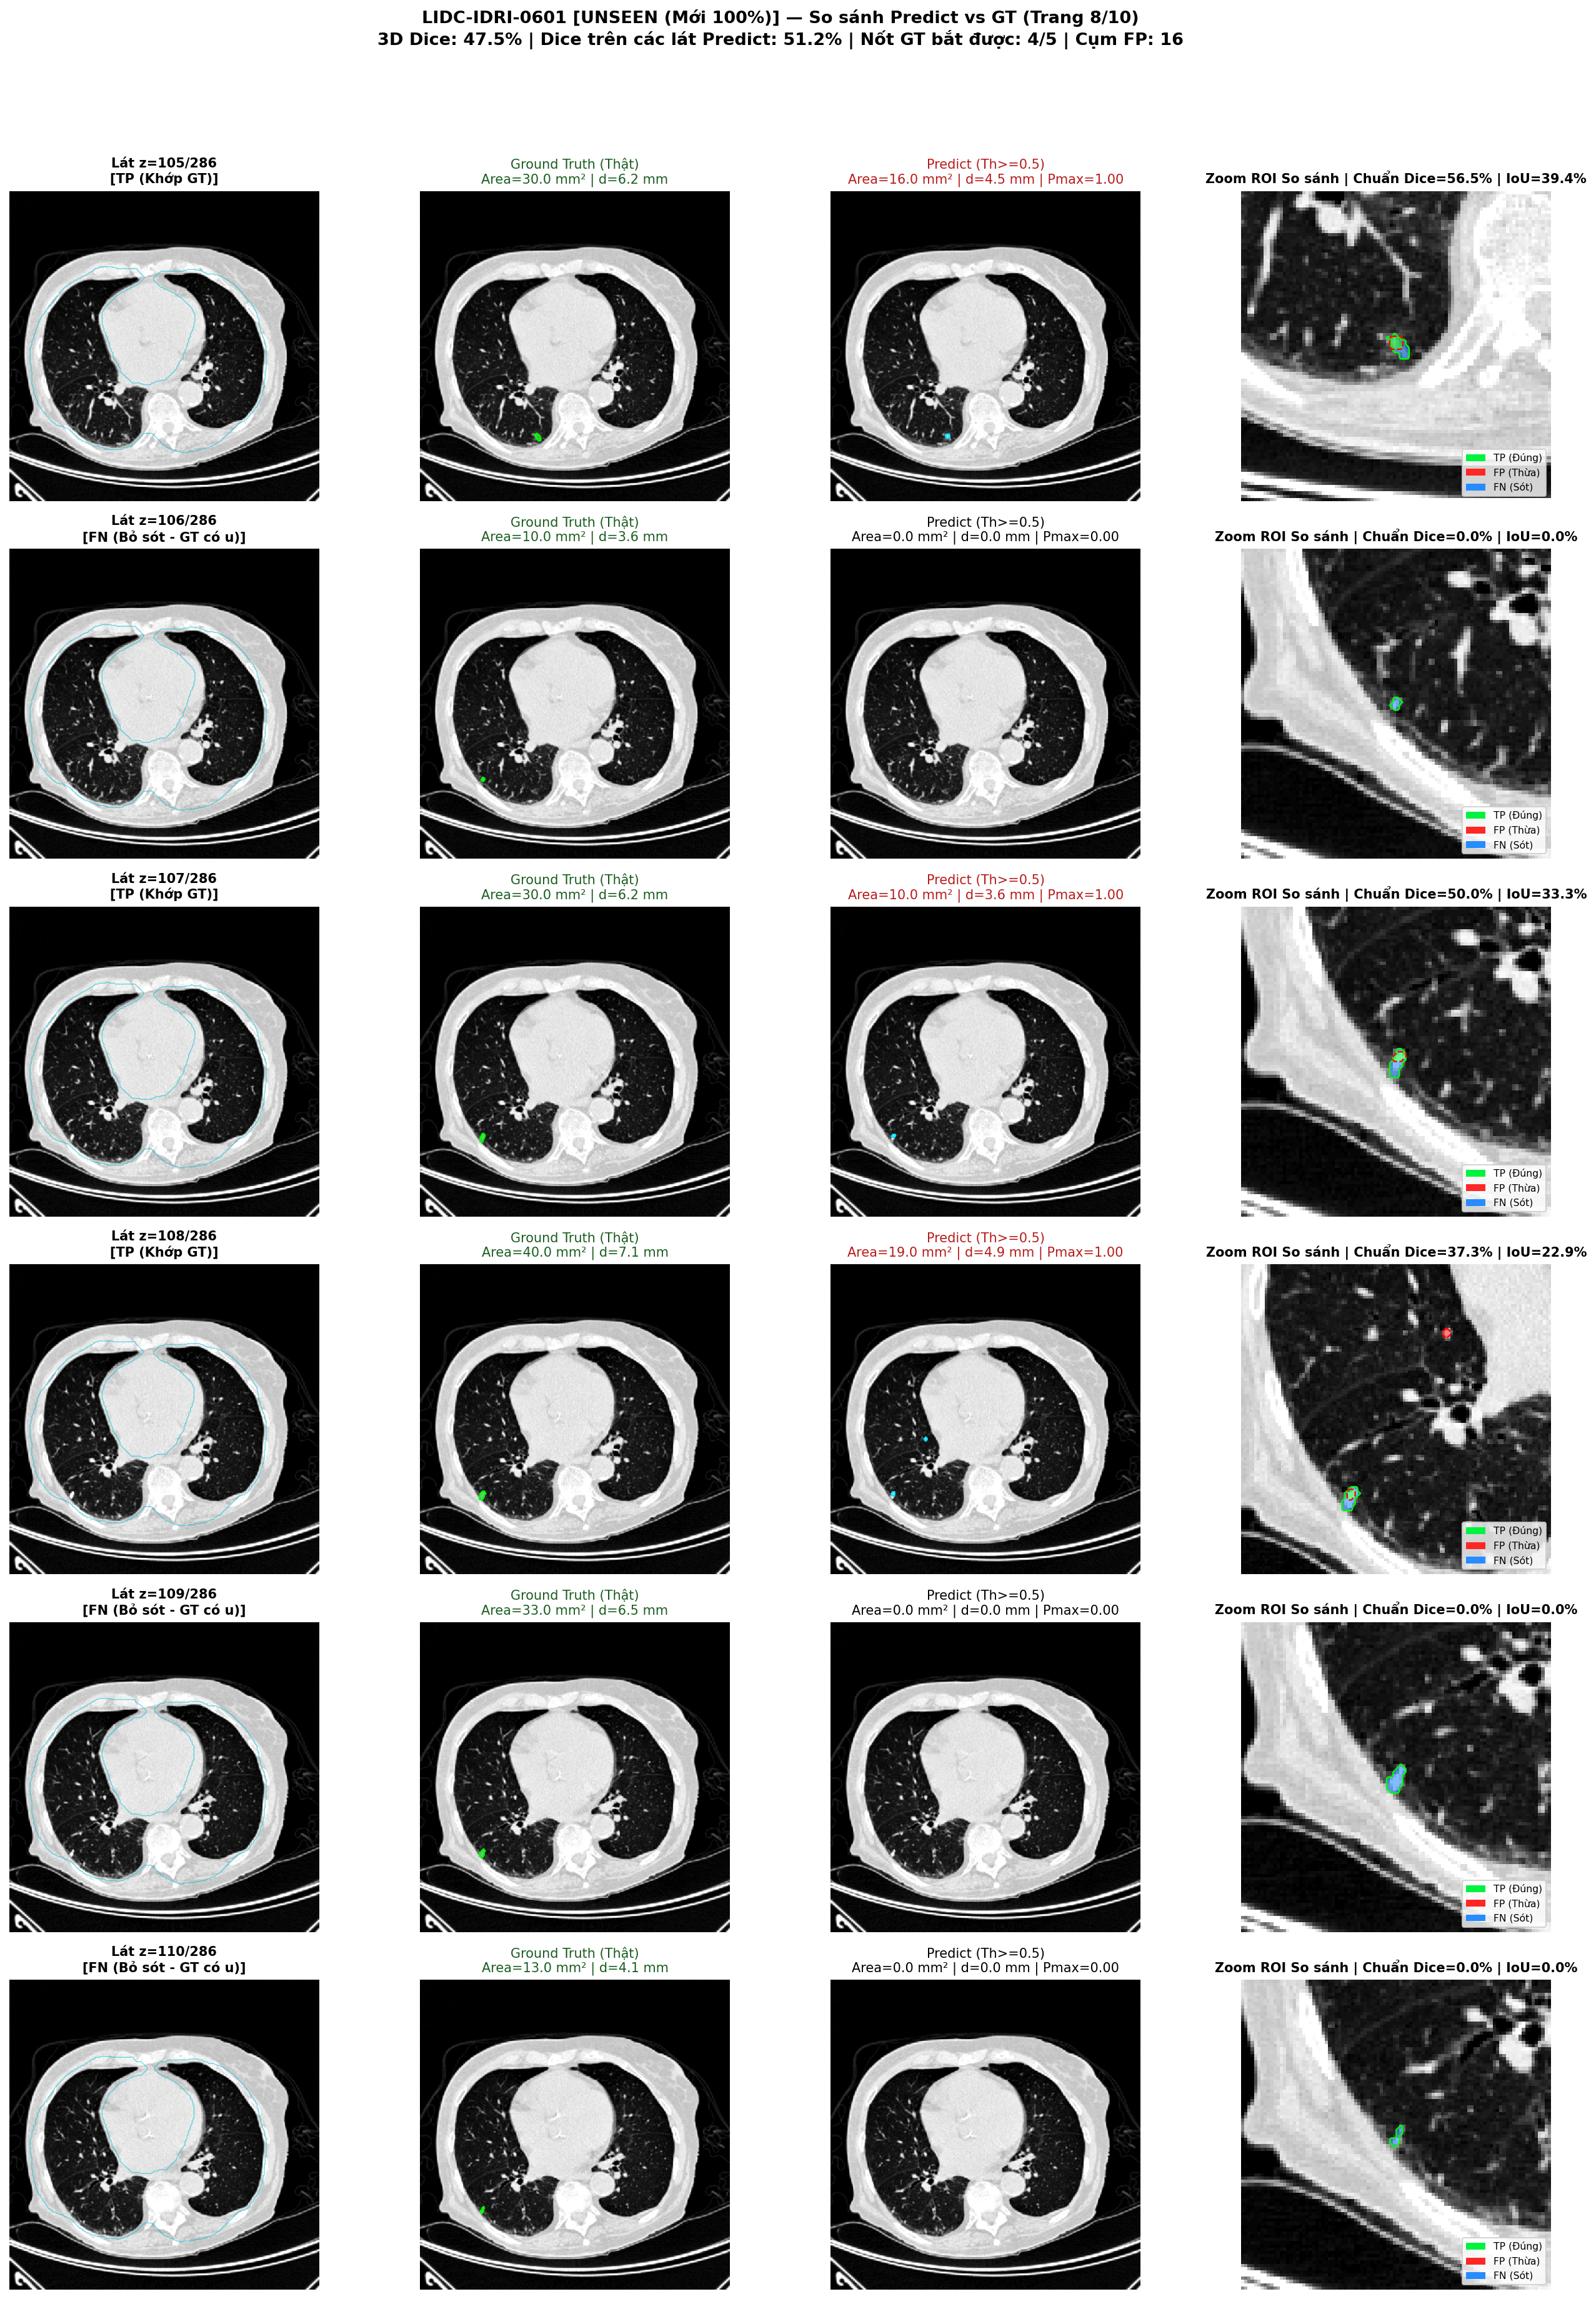 LIDC-IDRI-0601 [UNSEEN (Mới 100%)] — So sánh Predict vs GT (Trang 8/10)
3D Dice: 47.5% | Dice trên các lát Predict: 51.2% | Nốt GT bắt được: 4/5 | Cụm FP: 16
Lát z=105/286
[TP (Khớp GT)]
Ground Truth (Thật)
Area=30.0 mm² | d=6.2 mm
Predict (Th>=0.5)
Area=16.0 mm² | d=4.5 mm | Pmax=1.00
Zoom ROI So sánh | Chuẩn Dice=56.5% | IoU=39.4%
TP (Đúng)
FP (Thừa)
FN (Sót)
Lát z=106/286
[FN (Bỏ sót - GT có u)]
Ground Truth (Thật)
Area=10.0 mm² | d=3.6 mm
Predict (Th>=0.5)
Area=0.0 mm² | d=0.0 mm | Pmax=0.00
Zoom ROI So sánh | Chuẩn Dice=0.0% | IoU=0.0%
TP (Đúng)
FP (Thừa)
FN (Sót)
Lát z=107/286
[TP (Khớp GT)]
Ground Truth (Thật)
Area=30.0 mm² | d=6.2 mm
Predict (Th>=0.5)
Area=10.0 mm² | d=3.6 mm | Pmax=1.00
Zoom ROI So sánh | Chuẩn Dice=50.0% | IoU=33.3%
TP (Đúng)
FP (Thừa)
FN (Sót)
Lát z=108/286
[TP (Khớp GT)]
Ground Truth (Thật)
Area=40.0 mm² | d=7.1 mm
Predict (Th>=0.5)
Area=19.0 mm² | d=4.9 mm | Pmax=1.00
Zoom ROI So sánh | Chuẩn Dice=37.3% | IoU=22.9%
TP (Đúng)
FP (Thừa)
FN (Sót)
Lát z=109/286
[FN (Bỏ sót - GT có u)]
Ground Truth (Thật)
Area=33.0 mm² | d=6.5 mm
Predict (Th>=0.5)
Area=0.0 mm² | d=0.0 mm | Pmax=0.00
Zoom ROI So sánh | Chuẩn Dice=0.0% | IoU=0.0%
TP (Đúng)
FP (Thừa)
FN (Sót)
Lát z=110/286
[FN (Bỏ sót - GT có u)]
Ground Truth (Thật)
Area=13.0 mm² | d=4.1 mm
Predict (Th>=0.5)
Area=0.0 mm² | d=0.0 mm | Pmax=0.00
Zoom ROI So sánh | Chuẩn Dice=0.0% | IoU=0.0%
TP (Đúng)
FP (Thừa)
FN (Sót)